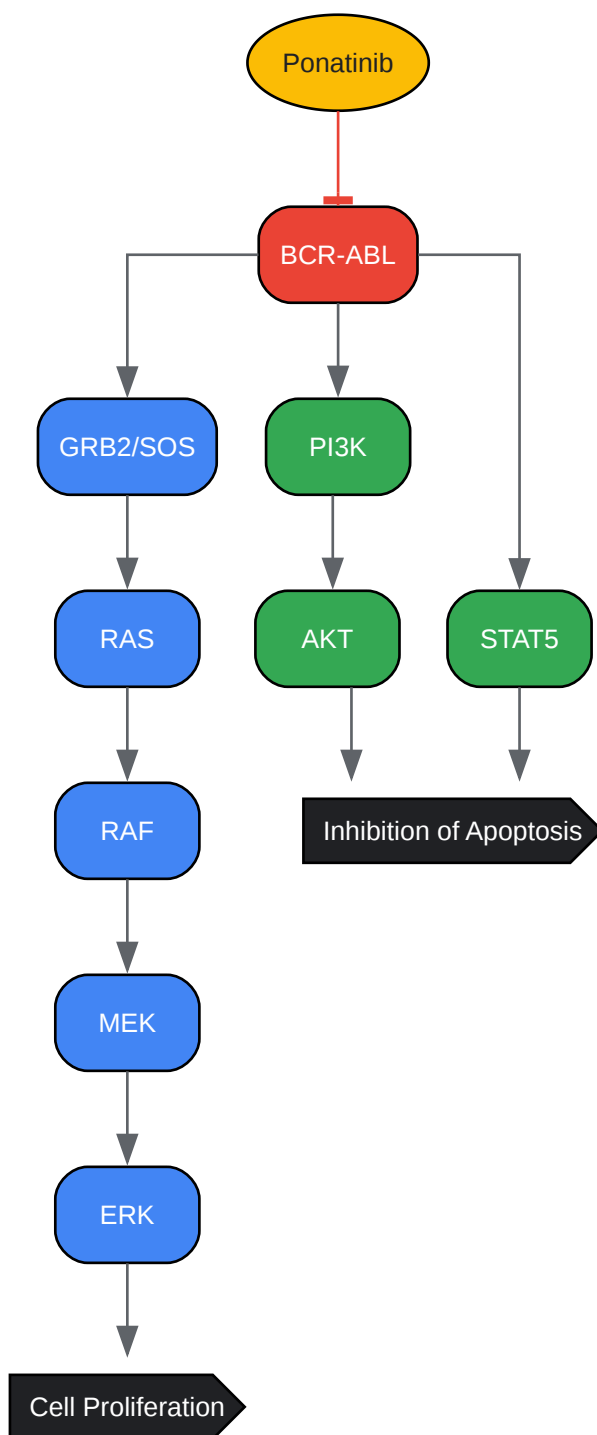 Ponatinib
BCR-ABL
GRB2/SOS
PI3K
RAS
AKT
STAT5
RAF
Inhibition of Apoptosis
MEK
ERK
Cell Proliferation